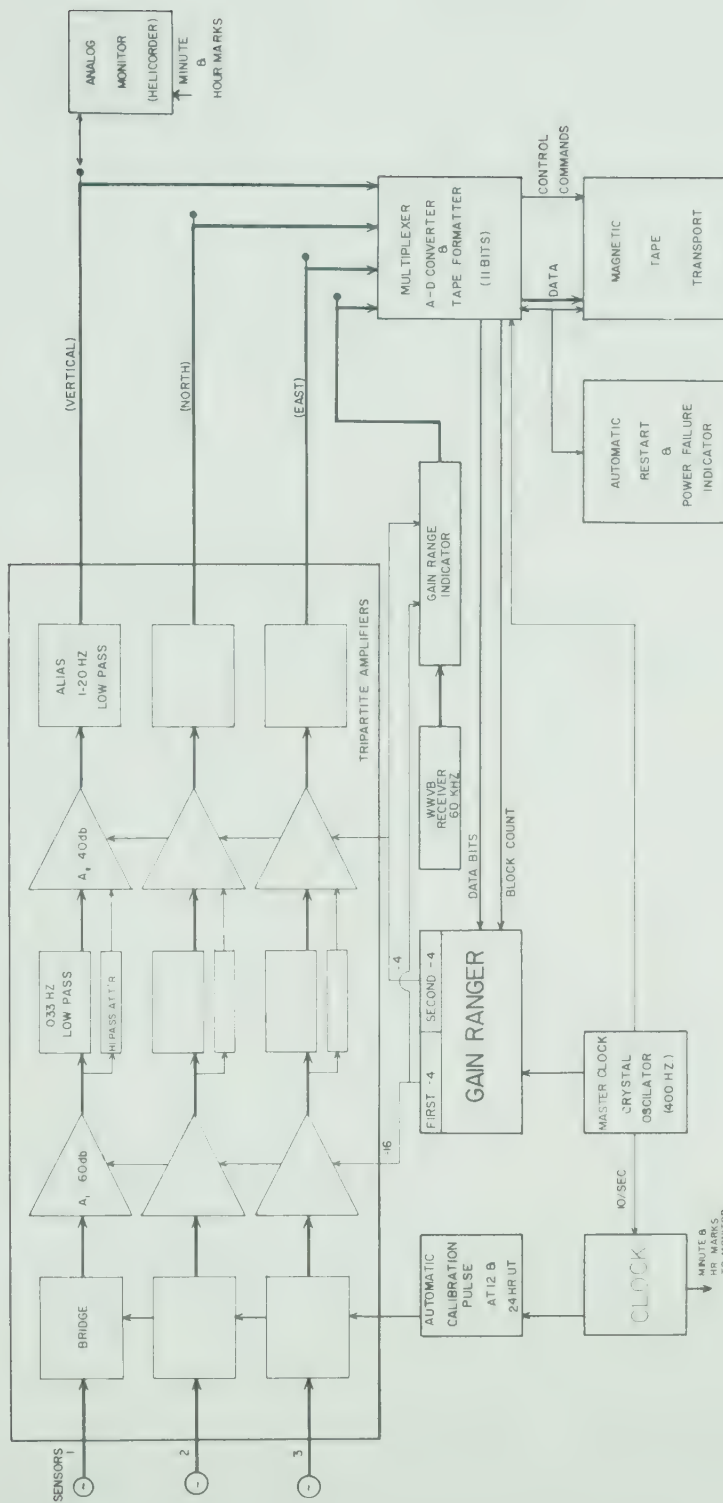 SENSORS
1
2
3
BRIDGE
A₁ 60db
033 HZ
LOW PASS
HI PASS ATT'R
A₂ 40db
ALIAS
1-20 HZ
LOW PASS
TRIPARTITE AMPLIFIERS
(VERTICAL)
(NORTH)
(EAST)
ANALOG
MONITOR
(HELICORDER)
MINUTE
&
HOUR MARKS
AUTOMATIC
CALIBRATION
PULSE
AT 12 &
24 HR UT
-16
-4
FIRST -4
SECOND -4
GAIN RANGER
WWVB
RECEIVER
60 KHZ
GAIN RANGE
INDICATOR
DATA BITS
BLOCK COUNT
MULTIPLEXER
A-D CONVERTER
&
TAPE FORMATTER
(11 BITS)
CLOCK
MINUTE &
HR MARKS
10/SEC
MASTER CLOCK
CRYSTAL
OSCILATOR
(400 HZ)
AUTOMATIC
RESTART
&
POWER FAILURE
INDICATOR
DATA
CONTROL
COMMANDS
MAGNETIC
TAPE
TRANSPORT